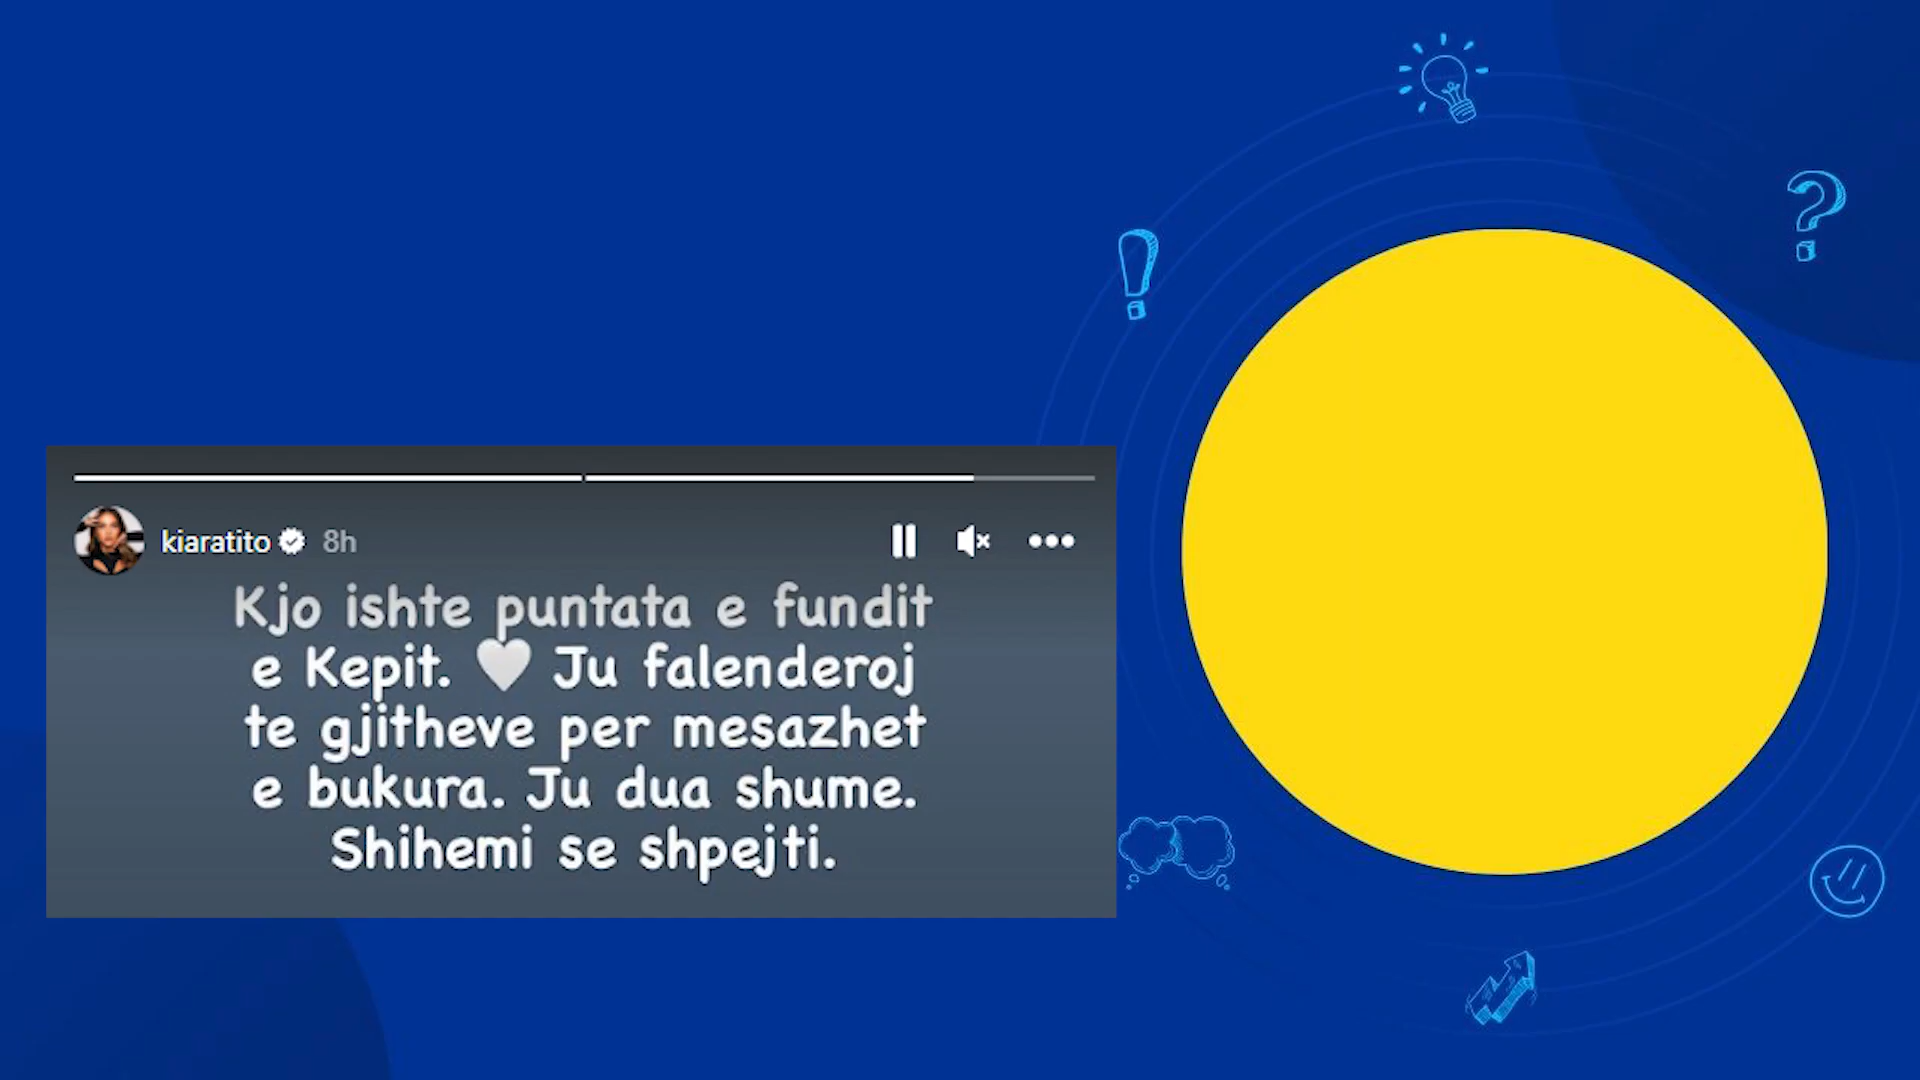 kiaratito 8h
Kjo ishte puntata e fundit
e Kepit. 🤍 Ju falenderoj
te gjitheve per mesazhet
e bukura. Ju dua shume.
Shihemi se shpejti.